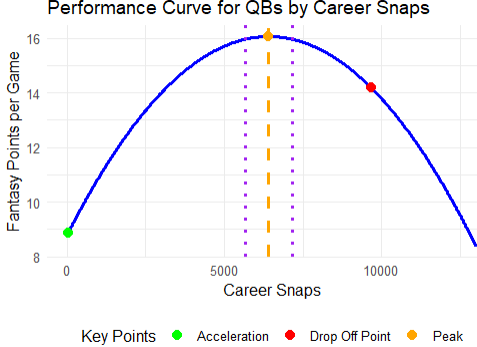 Performance Curve for QBs by Career Snaps
Fantasy Points per Game
16
14
12
10
8
0 5000 10000
Career Snaps
Key Points Acceleration Drop Off Point Peak